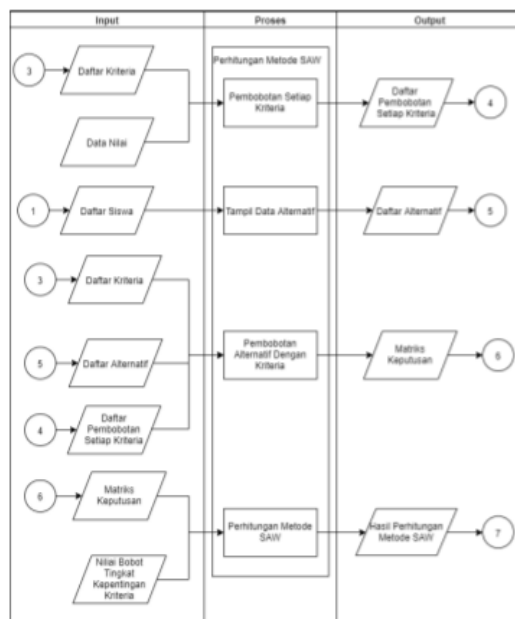 Input
Proses
Output
Perhitungan Metode SAW
3
Daftar Kriteria
Data Nilai
Pembobotan Setiap
Kriteria
Daftar
Pembobotan
Setiap Kriteria
4
1
Daftar Siswa
Tampil Data Alternatif
Daftar Alternatif
5
3
Daftar Kriteria
5
Daftar Alternatif
4
Daftar
Pembobotan
Setiap Kriteria
Pembobotan
Alternatif Dengan
Kriteria
Matriks
Keputusan
6
6
Matriks
Keputusan
Nilai Bobot
Tingkat
Kepentingan
Kriteria
Perhitungan Metode
SAW
Hasil Perhitungan
Metode SAW
7